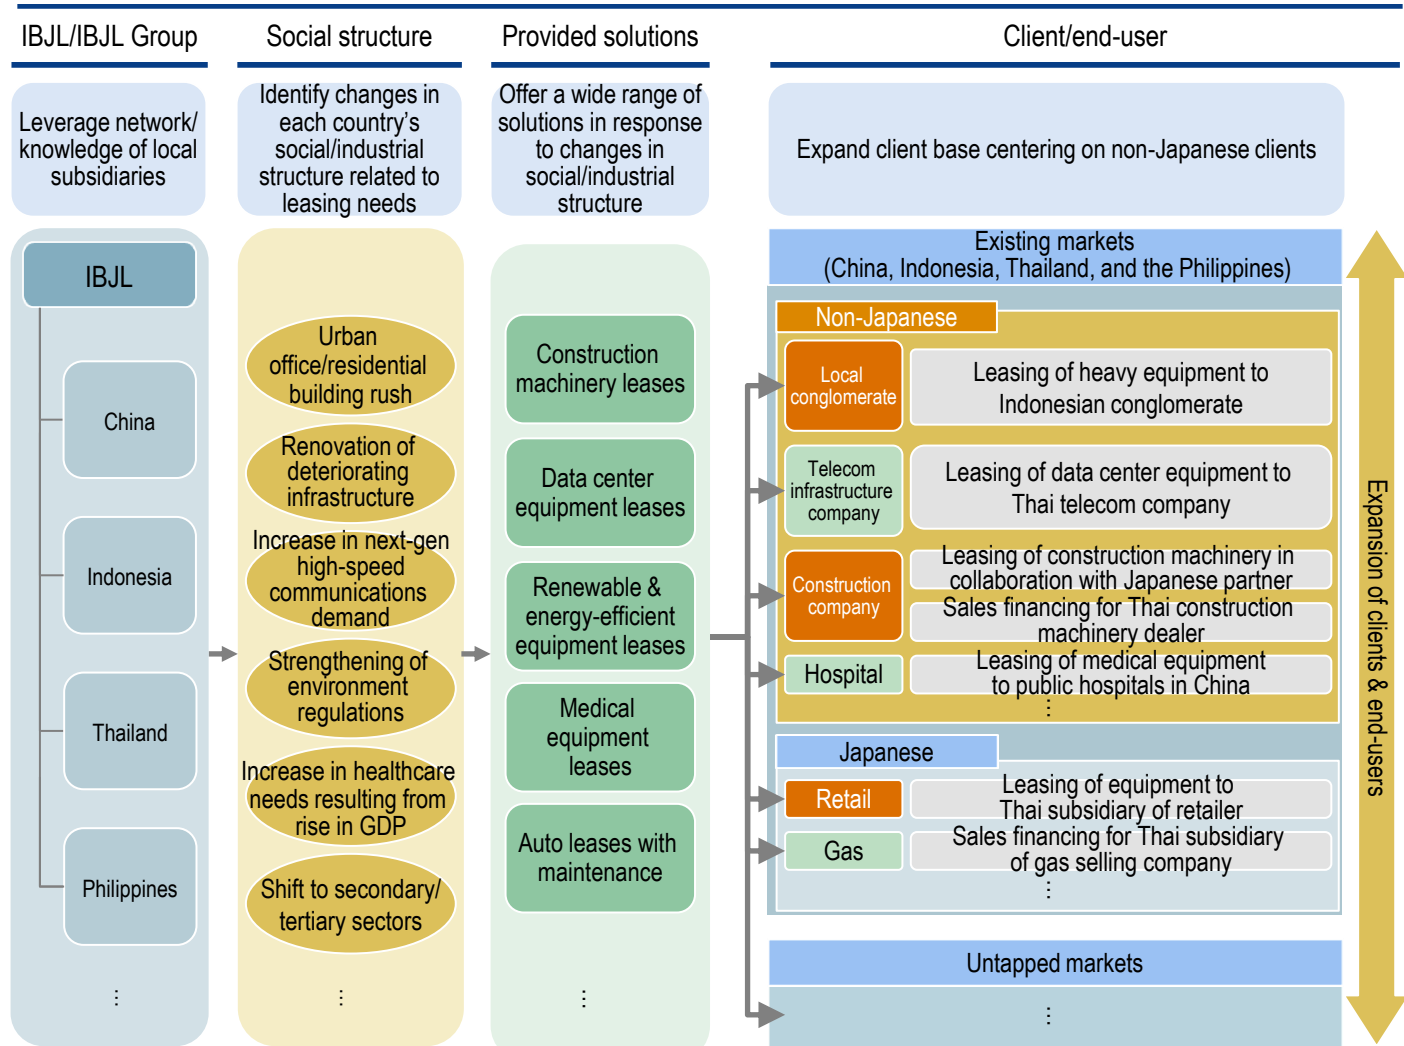 IBJL/IBJL Group
Social structure
Provided solutions
Client/end-user
Leverage network/
knowledge of local
subsidiaries
Identify changes in
each country's
social/industrial
structure related to
leasing needs
Offer a wide range of
solutions in response
to changes in
social/industrial
structure
Expand client base centering on non-Japanese clients
IBJL
China
Indonesia
Thailand
Philippines
⋮
Urban
office/residential
building rush
Renovation of
deteriorating
infrastructure
Increase in next-gen
high-speed
communications
demand
Strengthening of
environment
regulations
Increase in healthcare
needs resulting from
rise in GDP
Shift to secondary/
tertiary sectors
⋮
Construction
machinery leases
Data center
equipment leases
Renewable &
energy-efficient
equipment leases
Medical
equipment
leases
Auto leases with
maintenance
⋮
Existing markets
(China, Indonesia, Thailand, and the Philippines)
Non-Japanese
Local
conglomerate
Leasing of heavy equipment to
Indonesian conglomerate
Telecom
infrastructure
company
Leasing of data center equipment to
Thai telecom company
Construction
company
Leasing of construction machinery in
collaboration with Japanese partner
Sales financing for Thai construction
machinery dealer
Hospital
Leasing of medical equipment
to public hospitals in China
⋮
Japanese
Retail
Leasing of equipment to
Thai subsidiary of retailer
Gas
Sales financing for Thai subsidiary
of gas selling company
⋮
Untapped markets
⋮
Expansion of clients & end-users